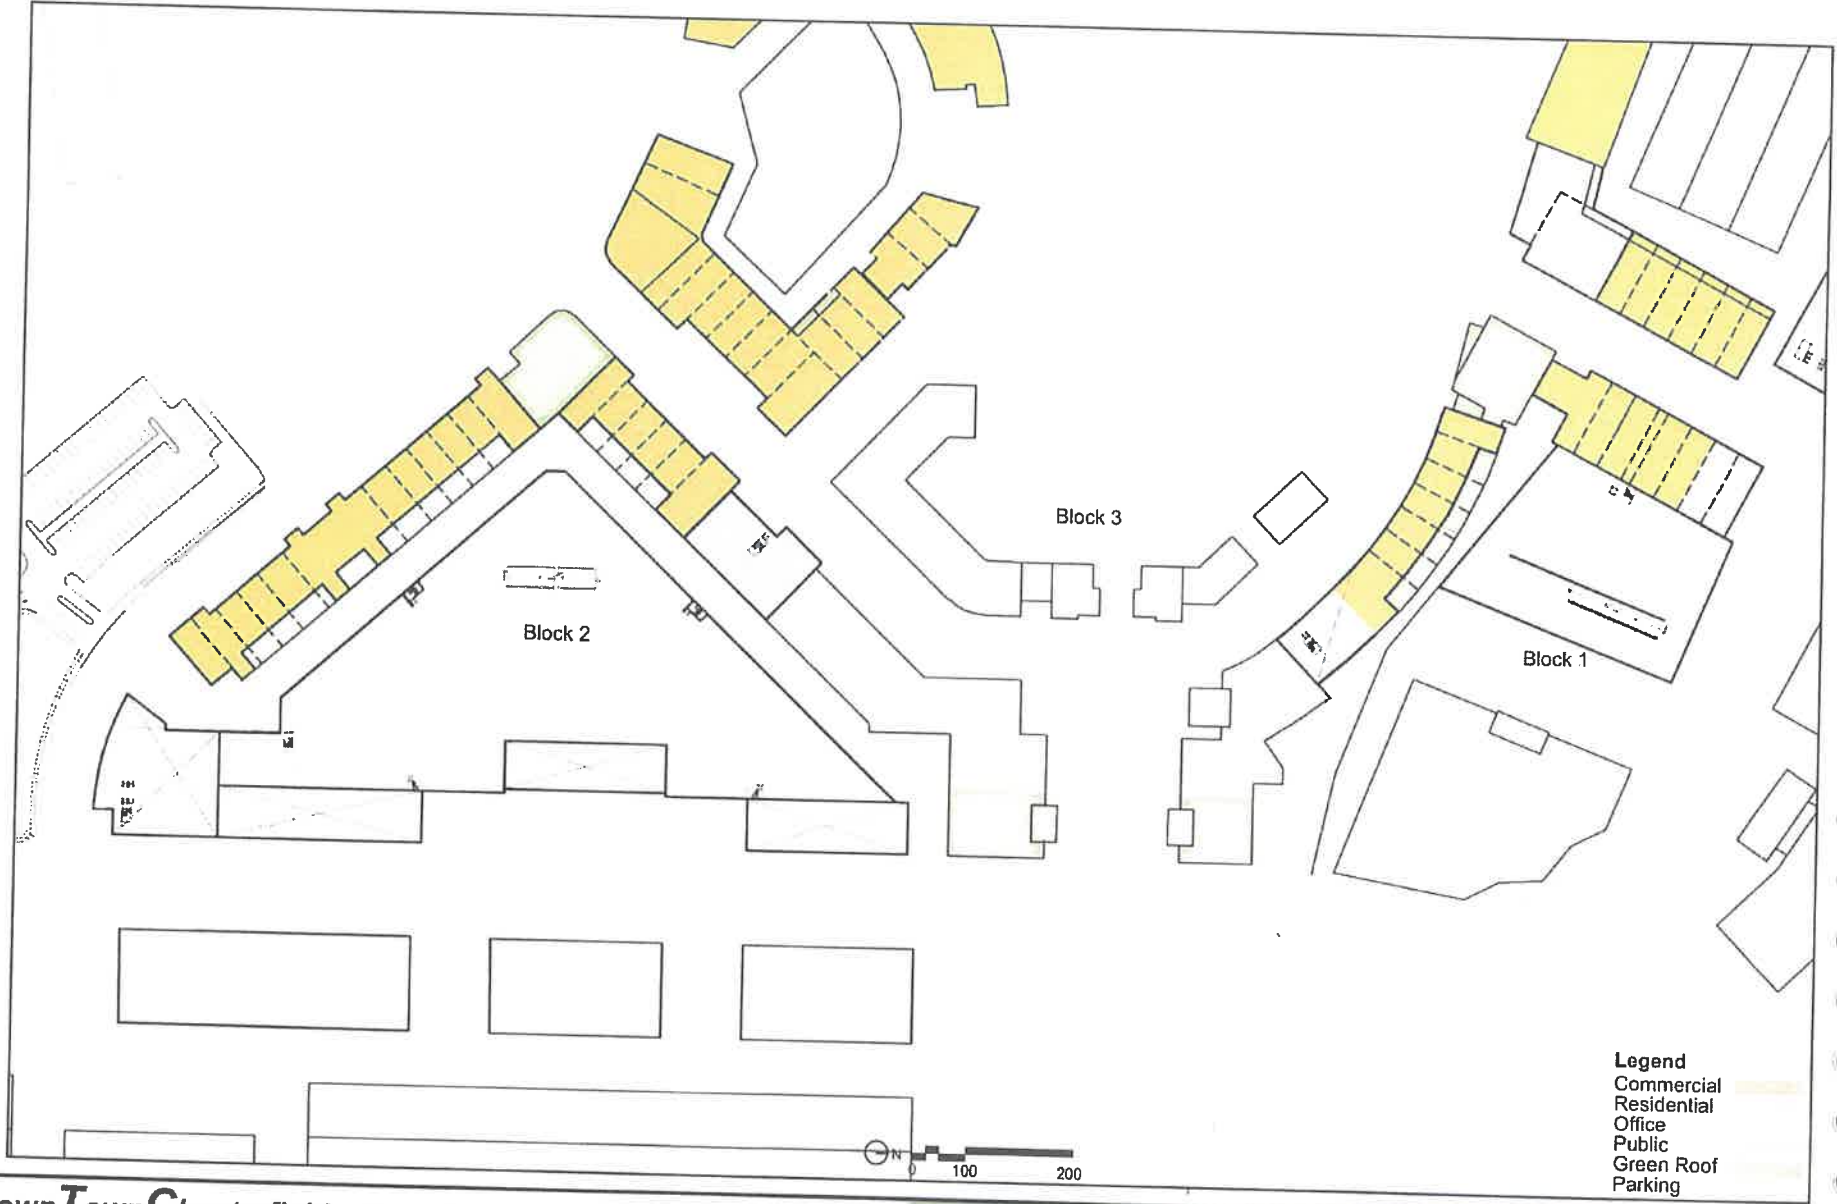 Block 3
Block 2
Block 1
Legend
Commercial
Residential
Office
Public
Green Roof
Parking
N
0 100 200